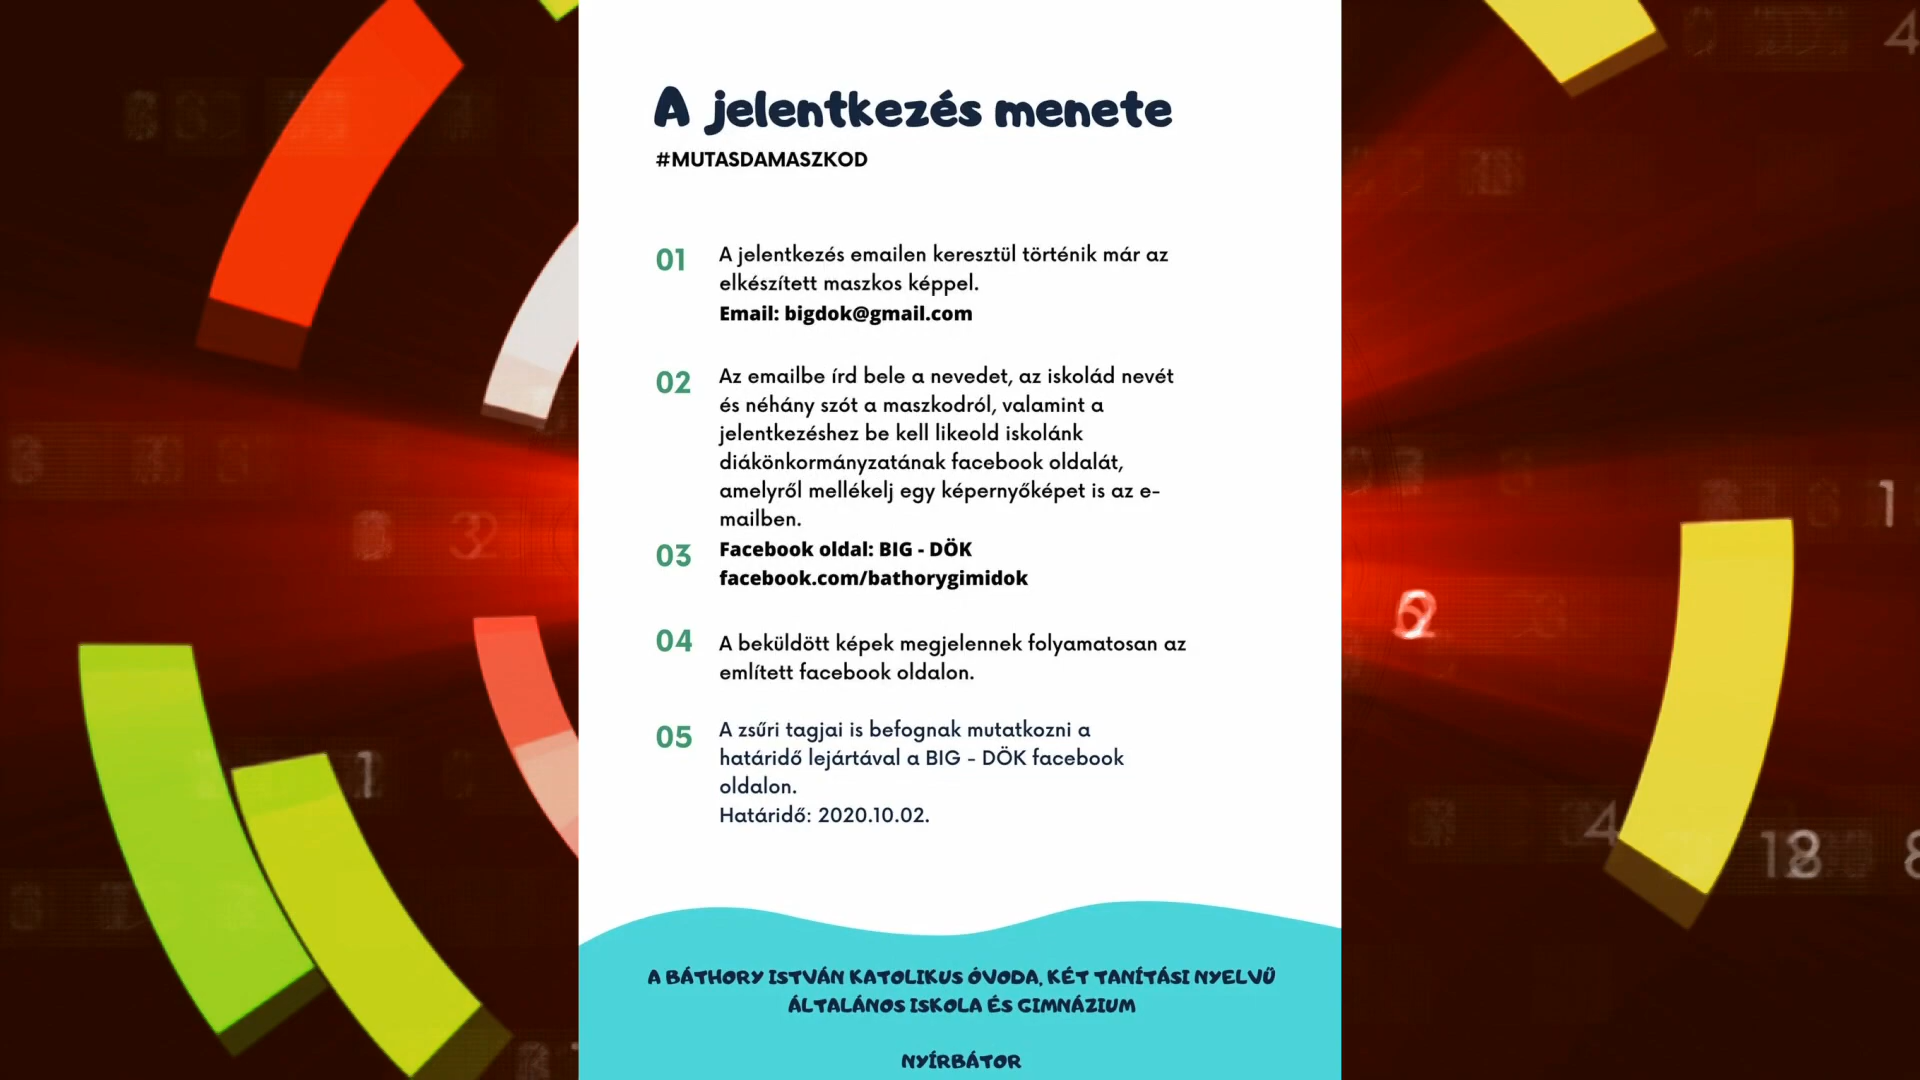 A jelentkezés menete
#MUTASDAMASZKOD
01
A jelentkezés emailen keresztül történik már az
elkészített maszkos képpel.
Email: bigdok@gmail.com
02
Az emailbe írd bele a nevedet, az iskolád nevét
és néhány szót a maszkodról, valamint a
jelentkezéshez be kell likeold iskolánk
diákönkormányzatának facebook oldalát,
amelyről mellékelj egy képernyőképet is az e-
mailben.
03
Facebook oldal: BIG - DÖK
facebook.com/bathorygimidok
04
A beküldött képek megjelennek folyamatosan az
említett facebook oldalon.
05
A zsűri tagjai is befognak mutatkozni a
határidő lejártával a BIG - DÖK facebook
oldalon.
Határidő: 2020.10.02.
A BÁTHORY ISTVÁN KATOLIKUS ÓVODA, KÉT TANÍTÁSI NYELVŰ
ÁLTALÁNOS ISKOLA ÉS GIMNÁZIUM
NYÍRBÁTOR